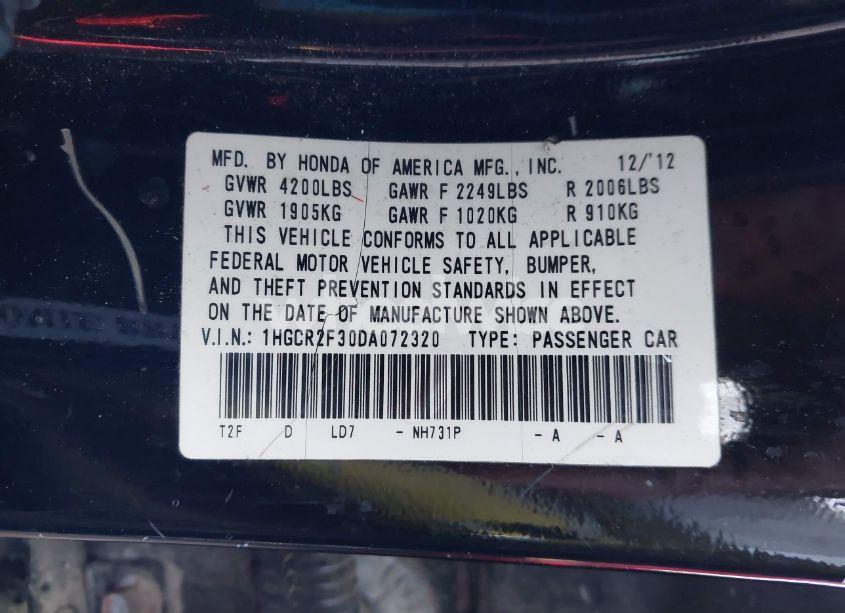 MFD. BY HONDA OF AMERICA MFG., INC. 12/'12
GVWR 4200LBS GAWR F 2249LBS R 2006LBS
GVWR 1905KG GAWR F 1020KG R 910KG
THIS VEHICLE CONFORMS TO ALL APPLICABLE
FEDERAL MOTOR VEHICLE SAFETY, BUMPER,
AND THEFT PREVENTION STANDARDS IN EFFECT
ON THE DATE OF MANUFACTURE SHOWN ABOVE.
V.I.N.: 1HGCR2F30DA072320 TYPE: PASSENGER CAR
T2F D LD7 - NH731P - A - A